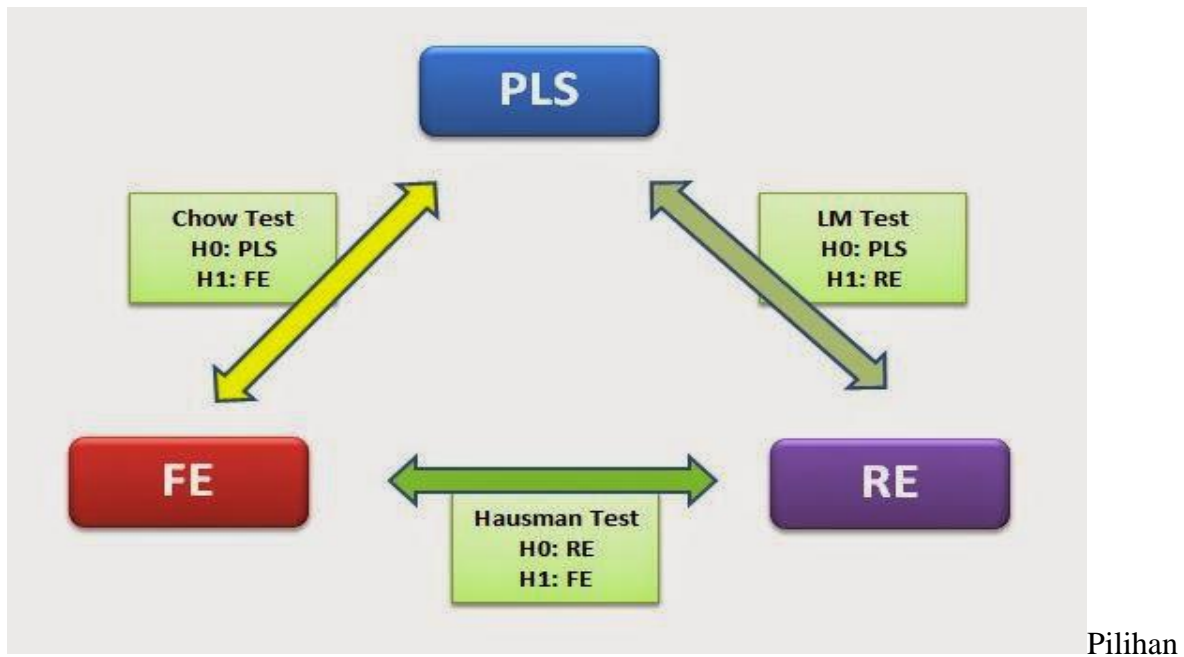 PLS
Chow Test
H0: PLS
H1: FE
LM Test
H0: PLS
H1: RE
FE
RE
Hausman Test
H0: RE
H1: FE
Pilihan